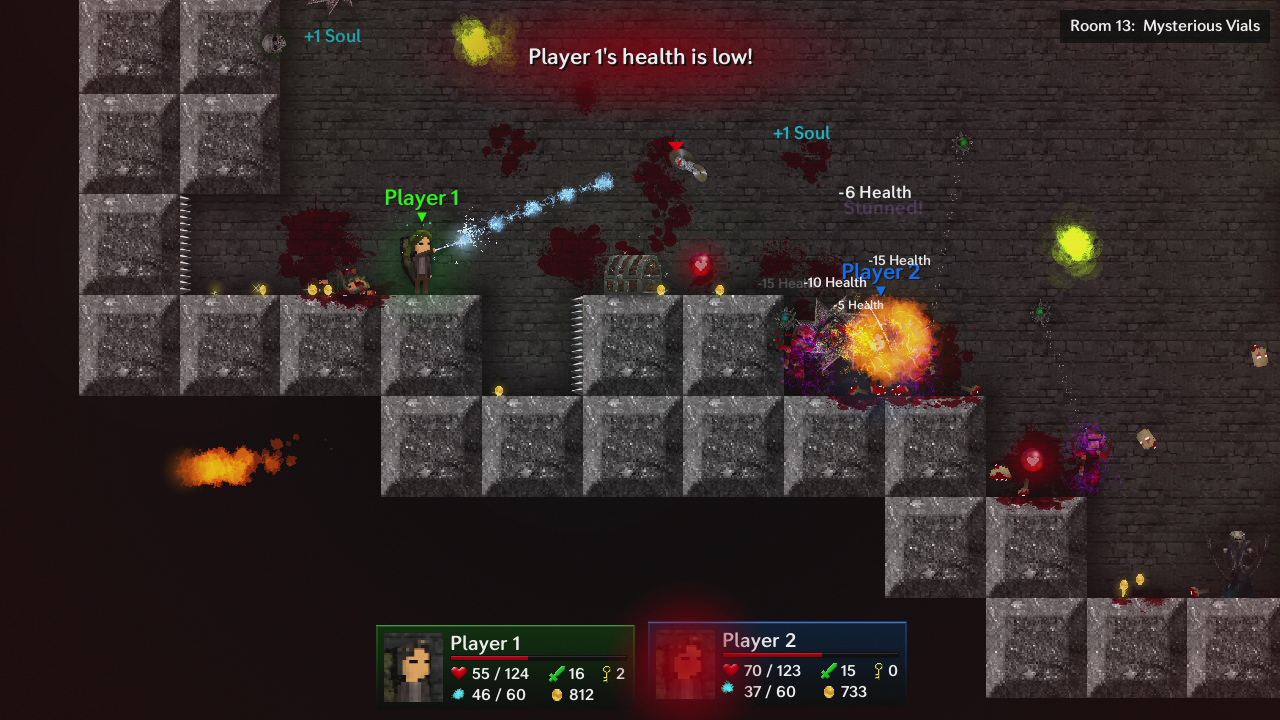 Room 13: Mysterious Vials
+1 Soul
Player 1's health is low!
+1 Soul
Player 1
-6 Health
Stunned!
-15 Health
Player 2
-15 Hea
-10 Health
-5 Health
Player 1
55 / 124
16
2
46 / 60
812
Player 2
70 / 123
15
0
37 / 60
733